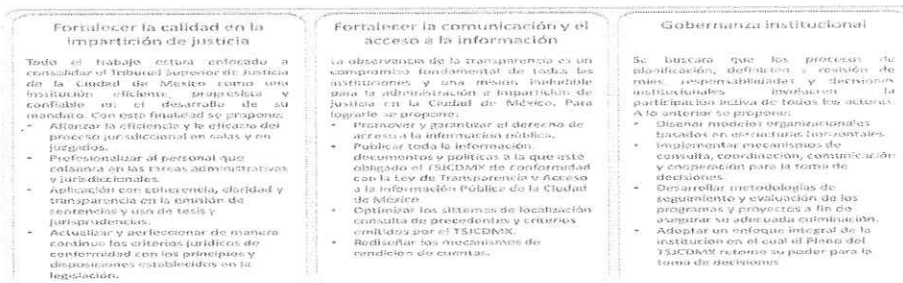 Fortalecer la calidad en la
impartición de justicia
Todo el trabajo estará enfocado a
consolidar el Tribunal Superior de Justicia
de la Ciudad de México como una
institución eficiente, progresista y
confiable en el desarrollo de su
mandato. Con esta finalidad se propone:
• Afianzar la eficiencia y la eficacia del
proceso jurisdiccional en salas y en
juzgados.
• Profesionalizar al personal que
colabora en las tareas administrativas
y jurisdiccionales.
• Aplicación con coherencia, claridad y
transparencia en la emisión de
sentencias y uso de tesis y
jurisprudencias.
• Actualizar y perfeccionar de manera
continua los criterios jurídicos de
conformidad con los principios y
disposiciones establecidos en la
legislación.
Fortalecer la comunicación y el
acceso a la información
La observancia de la transparencia es un
compromiso fundamental de todas las
instituciones y una misión ineludible
para la administración e impartición de
justicia en la Ciudad de México. Para
lograrlo se propone:
• Promover y garantizar el derecho de
acceso a la información pública.
• Publicar toda la información,
documentos y políticas a la que esté
obligado el TSJCDMX de conformidad
con la Ley de Transparencia y Acceso
a la Información Pública de la Ciudad
de México.
• Optimizar los sistemas de localización
consulta de precedentes y criterios
emitidos por el TSJCDMX.
• Rediseñar los mecanismos de
rendición de cuentas.
Gobernanza institucional
Se buscará que los procesos de
planificación, definición y revisión de
roles, responsabilidades y decisiones
institucionales involucren la
participación activa de todos los actores.
A lo anterior se propone:
• Diseñar modelos organizacionales
basados en estructuras horizontales.
• Implementar mecanismos de
consulta, coordinación, comunicación
y cooperación para la toma de
decisiones.
• Desarrollar metodologías de
seguimiento y evaluación de los
programas y proyectos a fin de
asegurar su adecuada culminación.
• Adoptar un enfoque integral de la
institución en el cual el Pleno del
TSJCDMX retome su poder para la
toma de decisiones